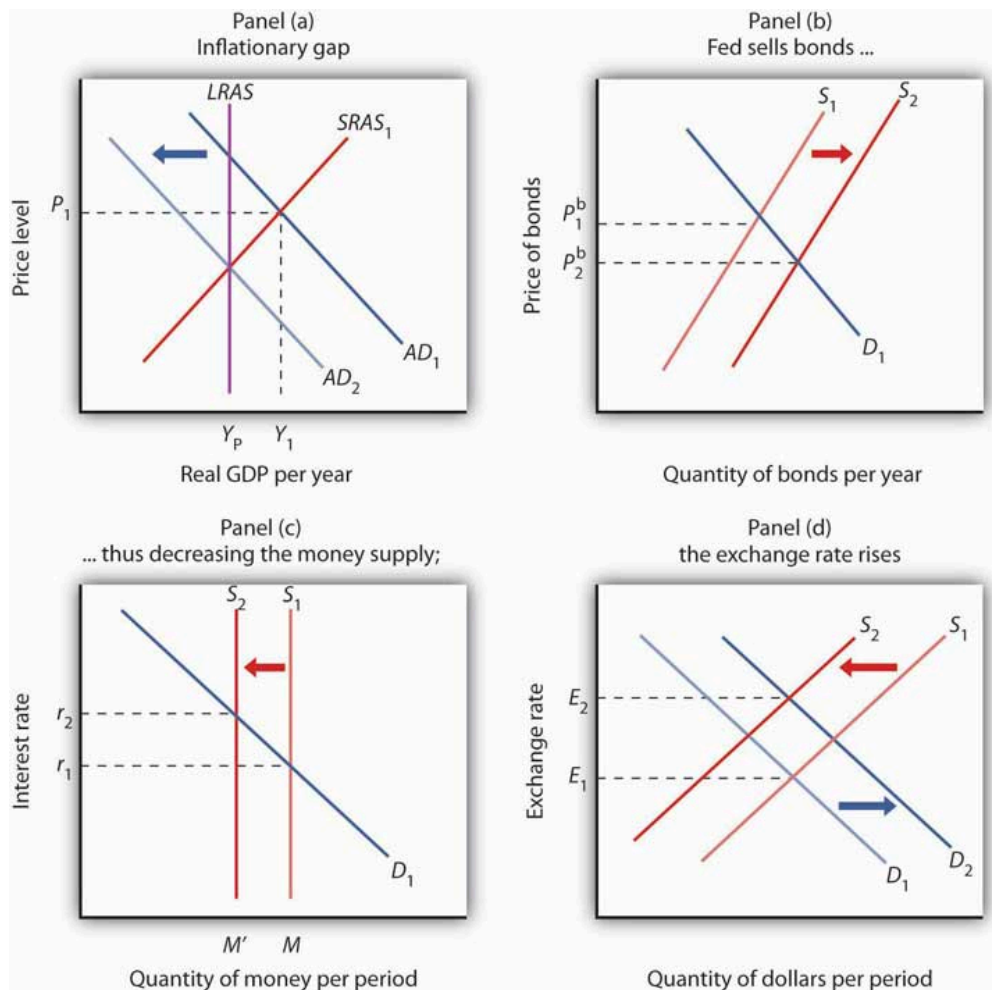 Panel (a)
Inflationary gap
LRAS
SRAS1
P1
Price level
AD1
AD2
YP
Y1
Real GDP per year
Panel (b)
Fed sells bonds ...
S1
S2
Pb1
Pb2
Price of bonds
D1
Quantity of bonds per year
Panel (c)
... thus decreasing the money supply;
S2
S1
r2
r1
Interest rate
D1
M′
M
Quantity of money per period
Panel (d)
the exchange rate rises
S2
S1
E2
E1
Exchange rate
D1
D2
Quantity of dollars per period